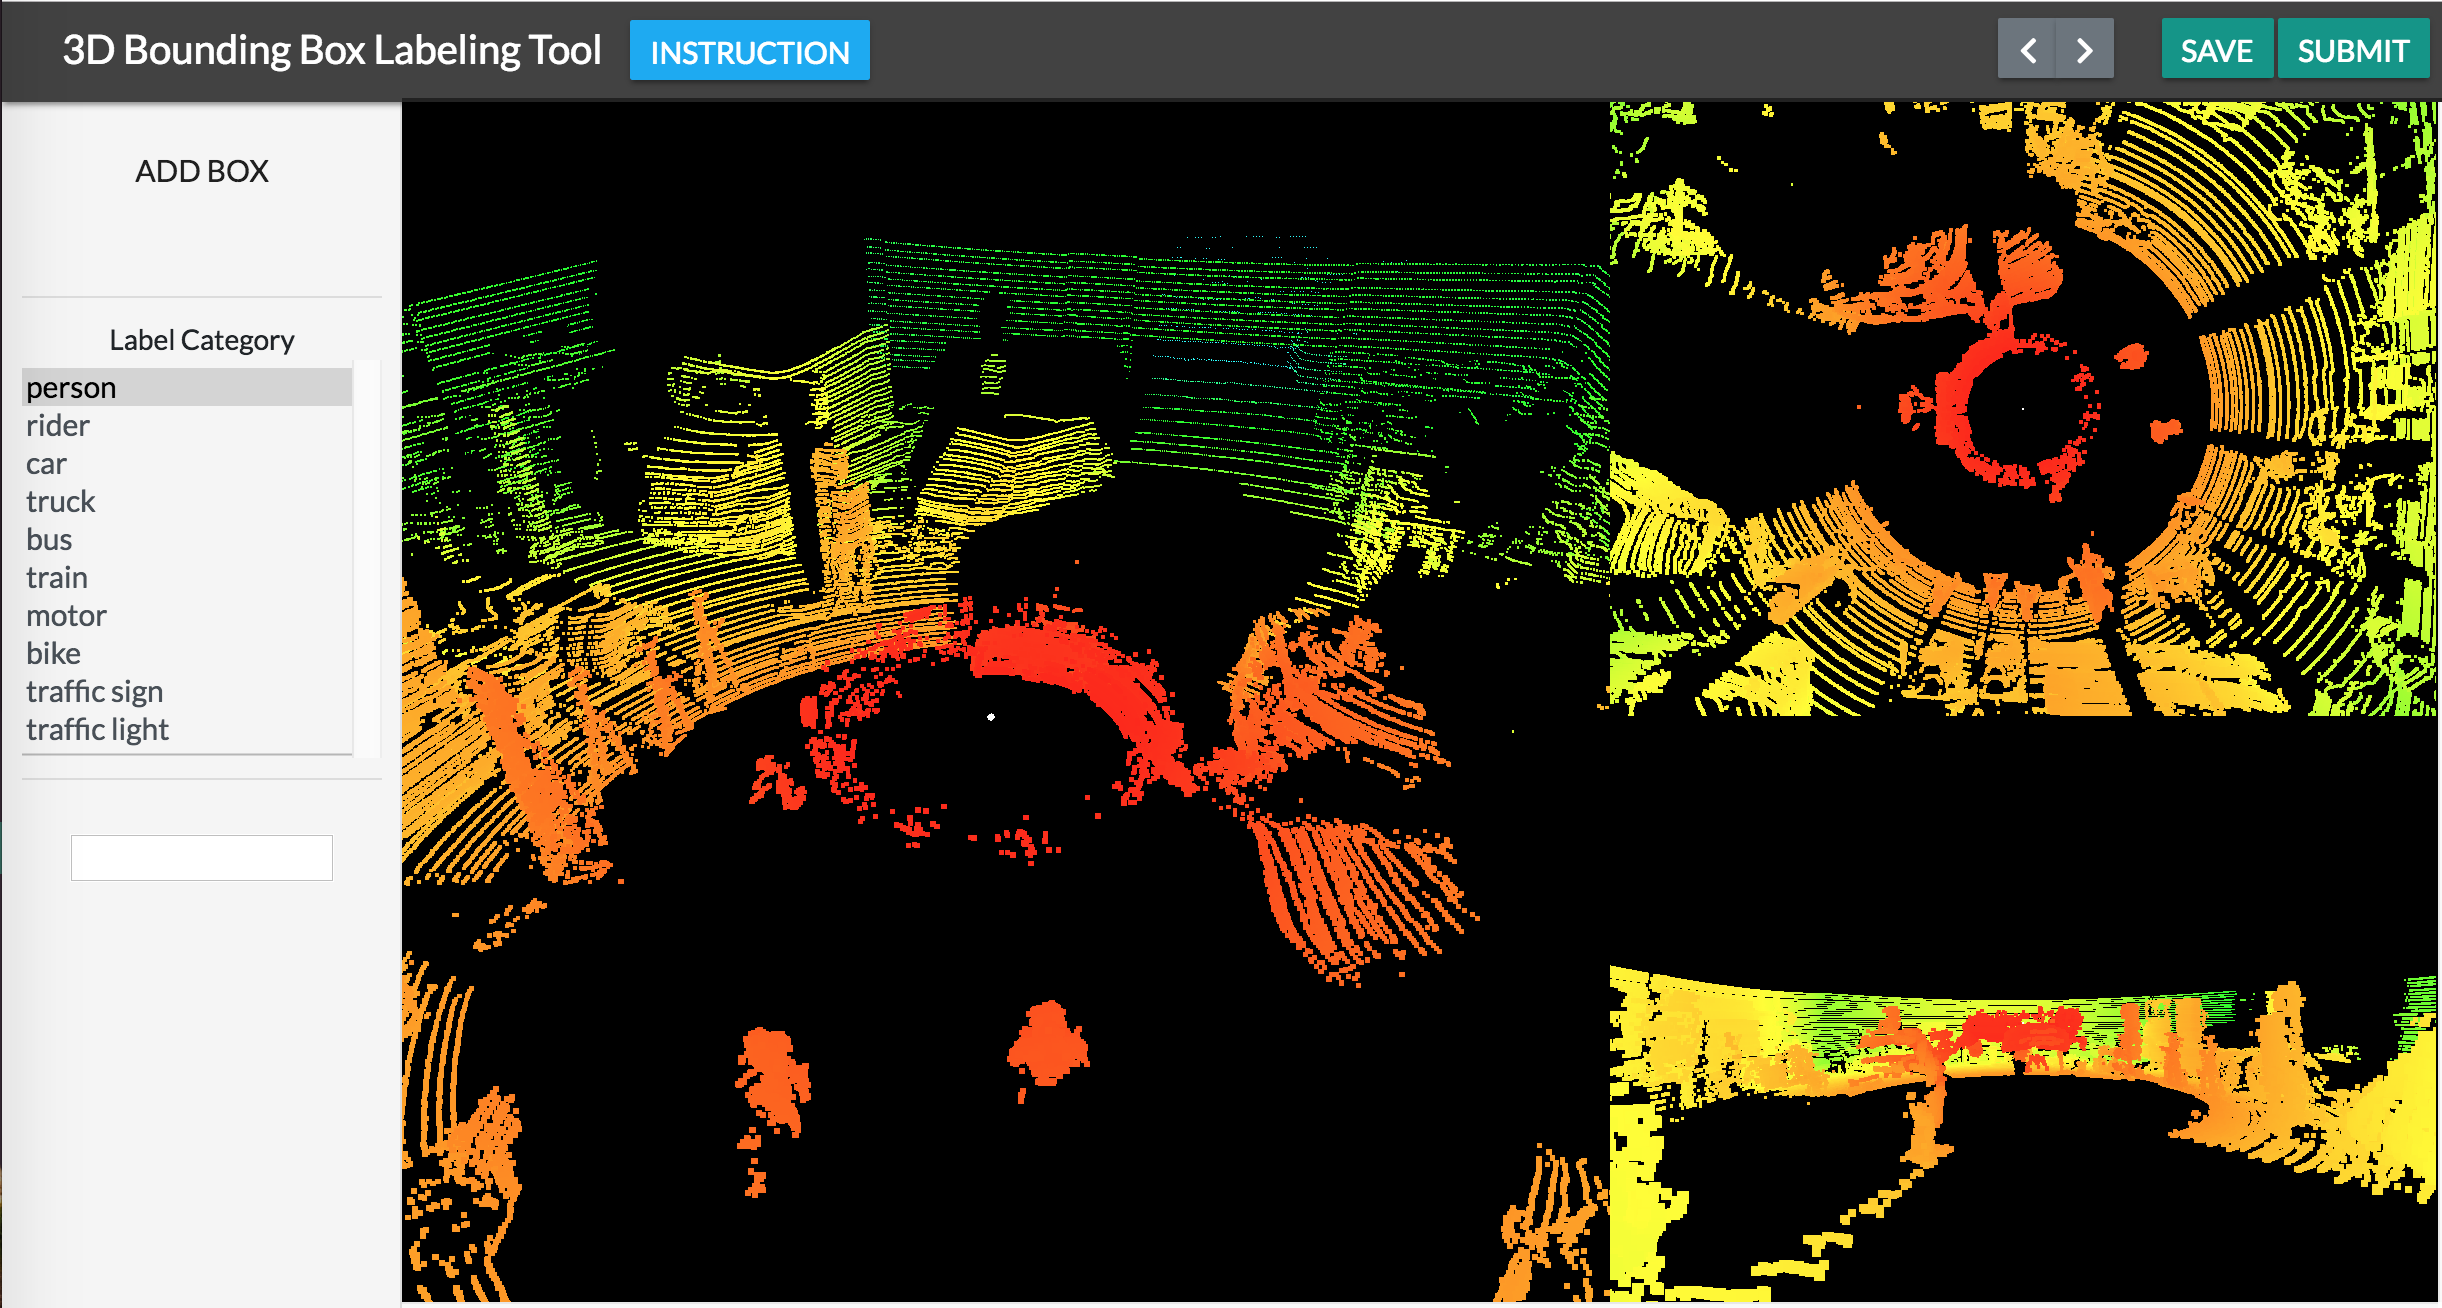 3D Bounding Box Labeling Tool
INSTRUCTION
SAVE
SUBMIT
ADD BOX
Label Category
person
rider
car
truck
bus
train
motor
bike
traffic sign
traffic light